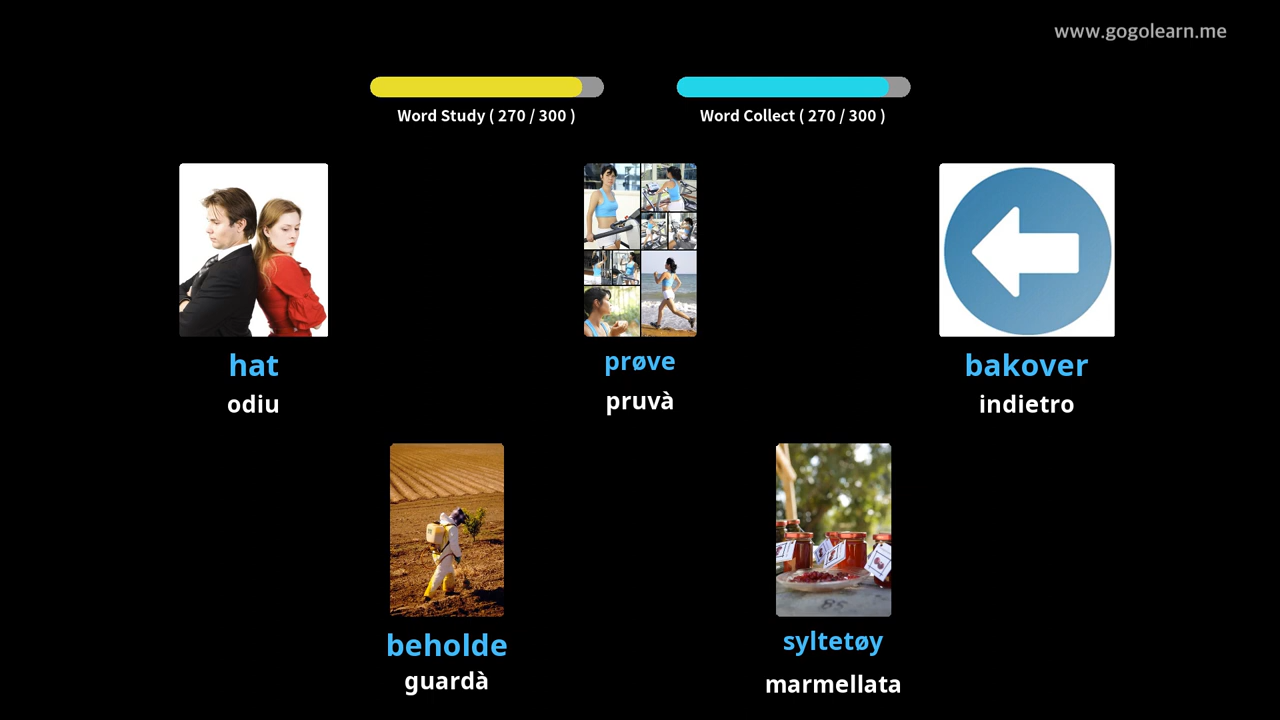 www.gogolearn.me
Word Study ( 270 / 300 )
Word Collect ( 270 / 300 )
hat
odiu
prøve
pruvà
bakover
indietro
beholde
guardà
syltetøy
marmellata